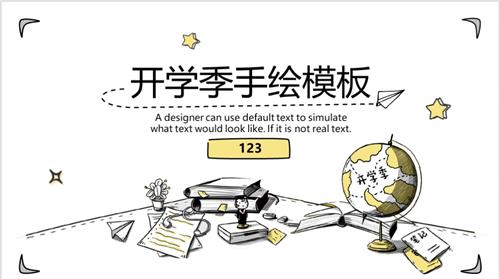 开学季手绘模板
A designer can use default text to simulate
what text would look like. If it is not real text.
123
开学季
笔记